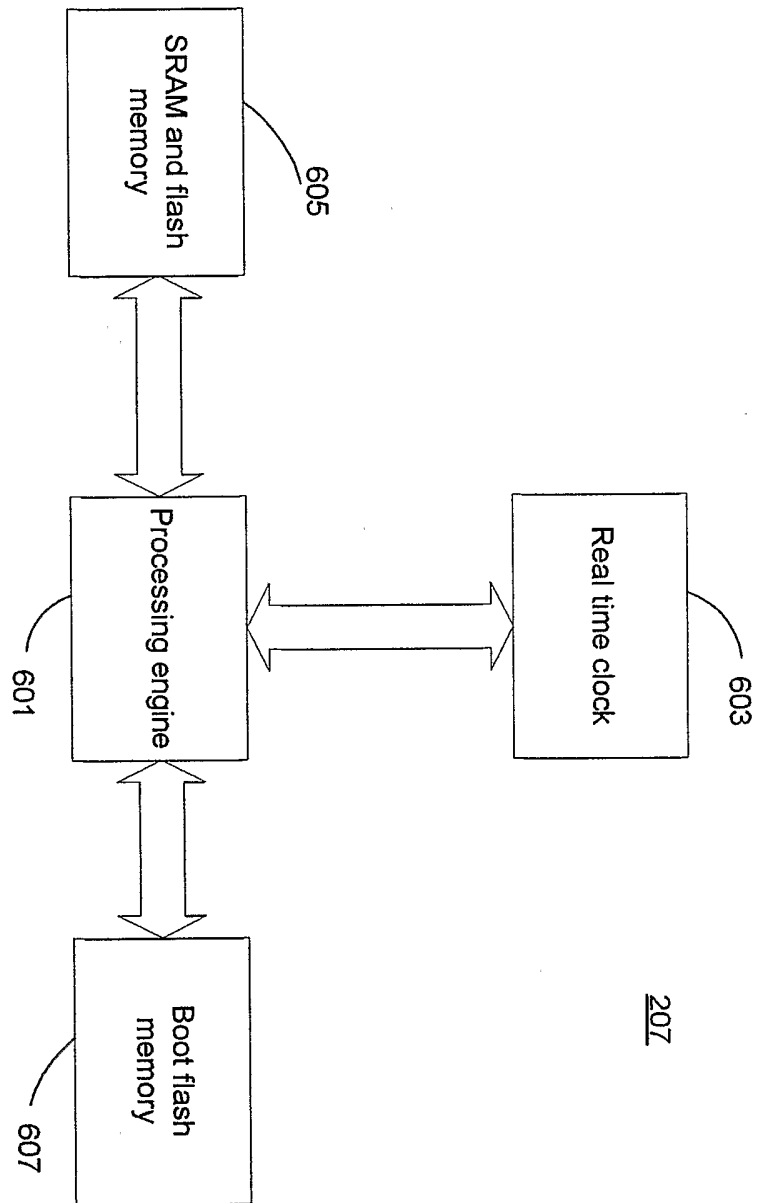 207
Real time clock
603
SRAM and flash
memory
605
Processing engine
601
Boot flash
memory
607